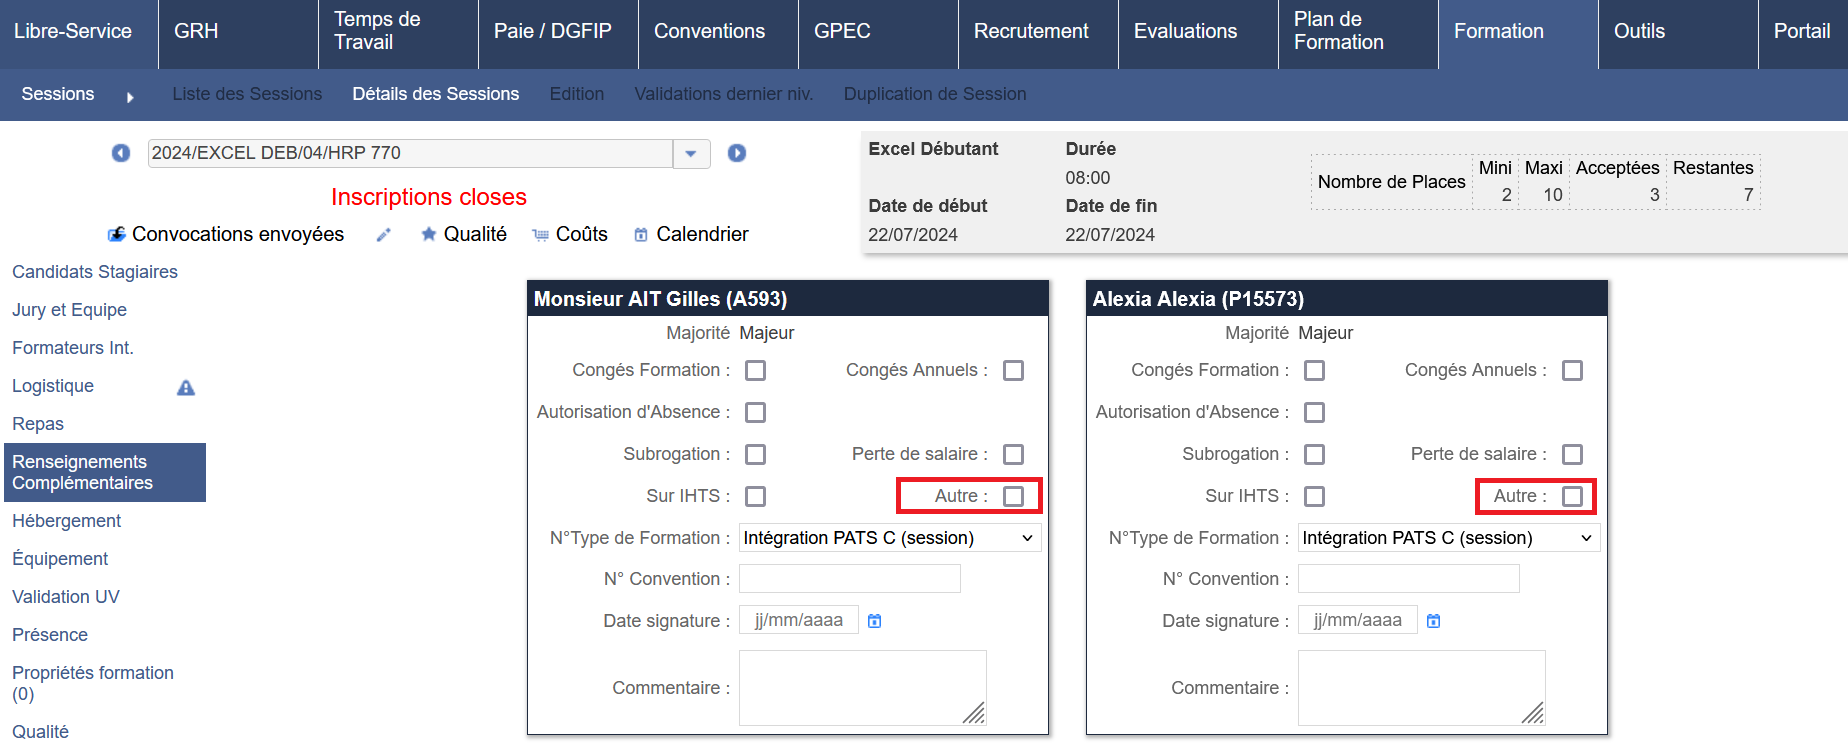 Libre-Service
GRH
Temps de
Travail
Paie / DGFIP
Conventions
GPEC
Recrutement
Evaluations
Plan de
Formation
Formation
Outils
Portail
Sessions
Liste des Sessions
Détails des Sessions
Edition
Validations dernier niv.
Duplication de Session
2024/EXCEL DEB/04/HRP 770
Inscriptions closes
Convocations envoyées
Qualité
Coûts
Calendrier
Excel Débutant
Durée
08:00
Date de début
Date de fin
22/07/2024
22/07/2024
Mini Maxi Acceptées Restantes
Nombre de Places
2 10 3 7
Candidats Stagiaires
Jury et Equipe
Formateurs Int.
Logistique
Repas
Renseignements
Complémentaires
Hébergement
Équipement
Validation UV
Présence
Propriétés formation
(0)
Qualité
Monsieur AIT Gilles (A593)
Majorité Majeur
Congés Formation : Congés Annuels :
Autorisation d'Absence :
Subrogation : Perte de salaire :
Sur IHTS : Autre :
N°Type de Formation : Intégration PATS C (session)
N° Convention :
Date signature : jj/mm/aaaa
Commentaire :
Alexia Alexia (P15573)
Majorité Majeur
Congés Formation : Congés Annuels :
Autorisation d'Absence :
Subrogation : Perte de salaire :
Sur IHTS : Autre :
N°Type de Formation : Intégration PATS C (session)
N° Convention :
Date signature : jj/mm/aaaa
Commentaire :